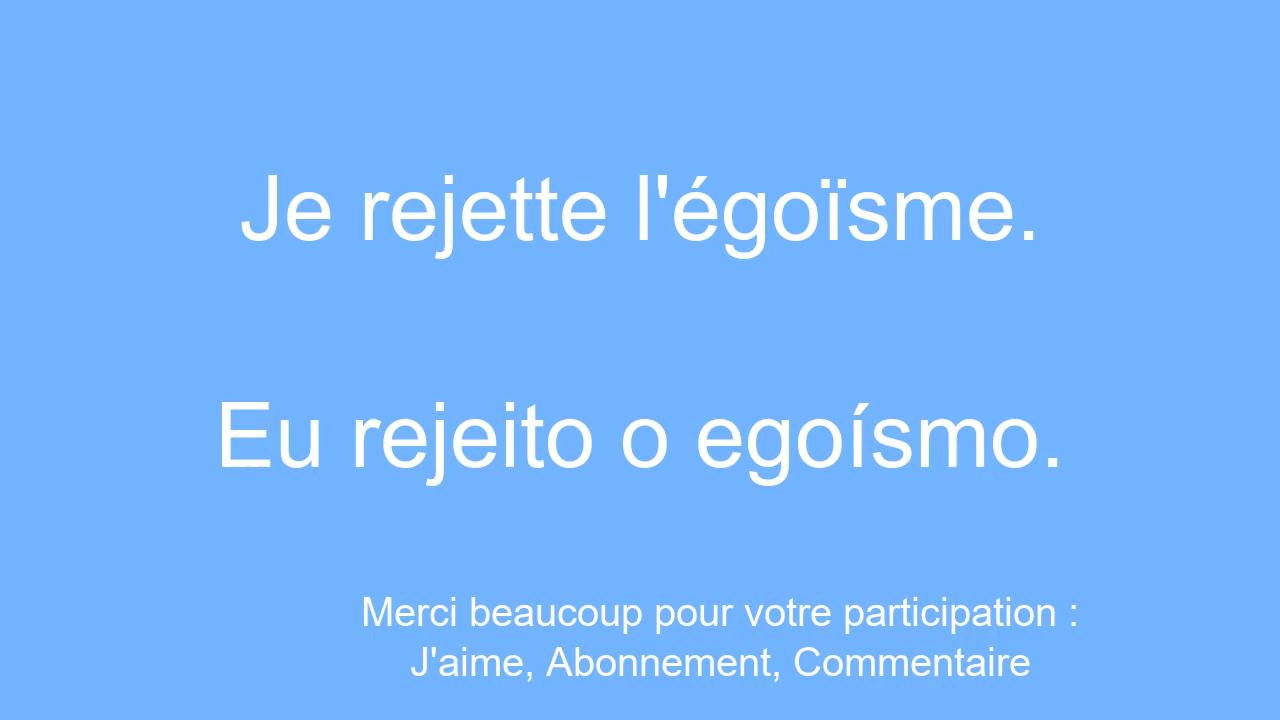 Je rejette l'égoïsme.
Eu rejeito o egoísmo.
Merci beaucoup pour votre participation :
J'aime, Abonnement, Commentaire